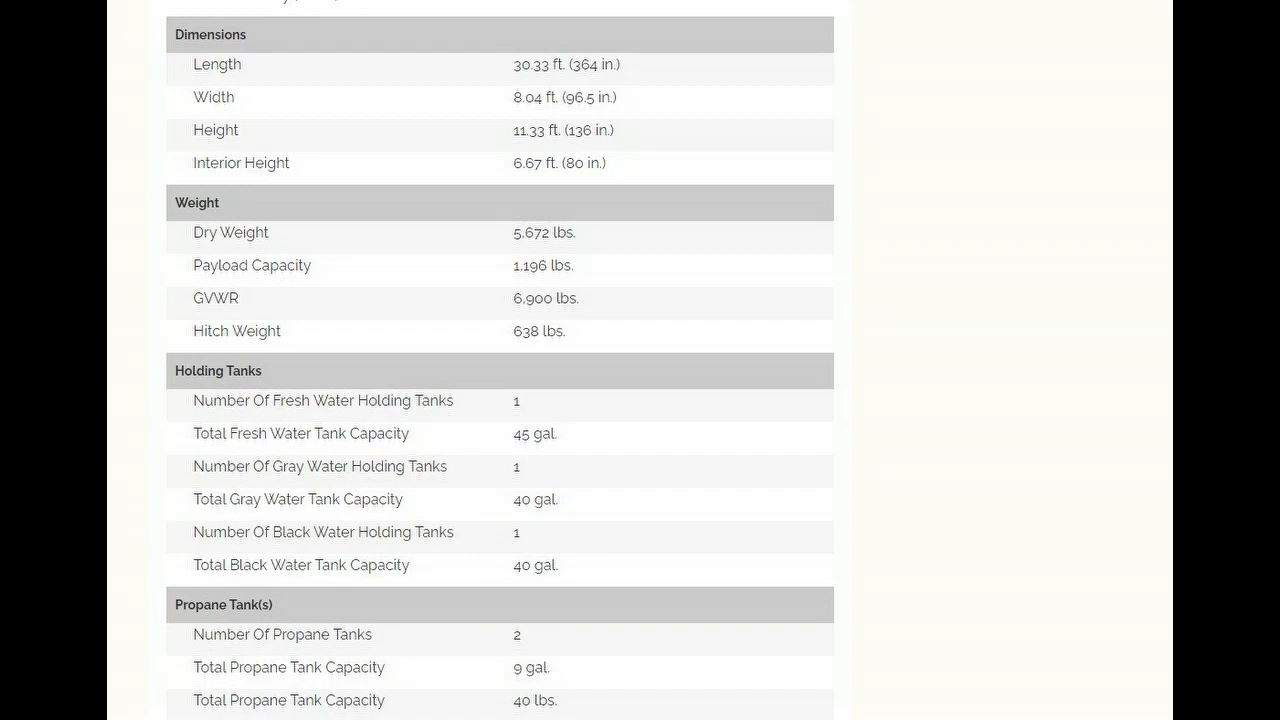 Dimensions
Length 30.33 ft. (364 in.)
Width 8.04 ft. (96.5 in.)
Height 11.33 ft. (136 in.)
Interior Height 6.67 ft. (80 in.)
Weight
Dry Weight 5,672 lbs.
Payload Capacity 1,196 lbs.
GVWR 6,900 lbs.
Hitch Weight 638 lbs.
Holding Tanks
Number Of Fresh Water Holding Tanks 1
Total Fresh Water Tank Capacity 45 gal.
Number Of Gray Water Holding Tanks 1
Total Gray Water Tank Capacity 40 gal.
Number Of Black Water Holding Tanks 1
Total Black Water Tank Capacity 40 gal.
Propane Tank(s)
Number Of Propane Tanks 2
Total Propane Tank Capacity 9 gal.
Total Propane Tank Capacity 40 lbs.